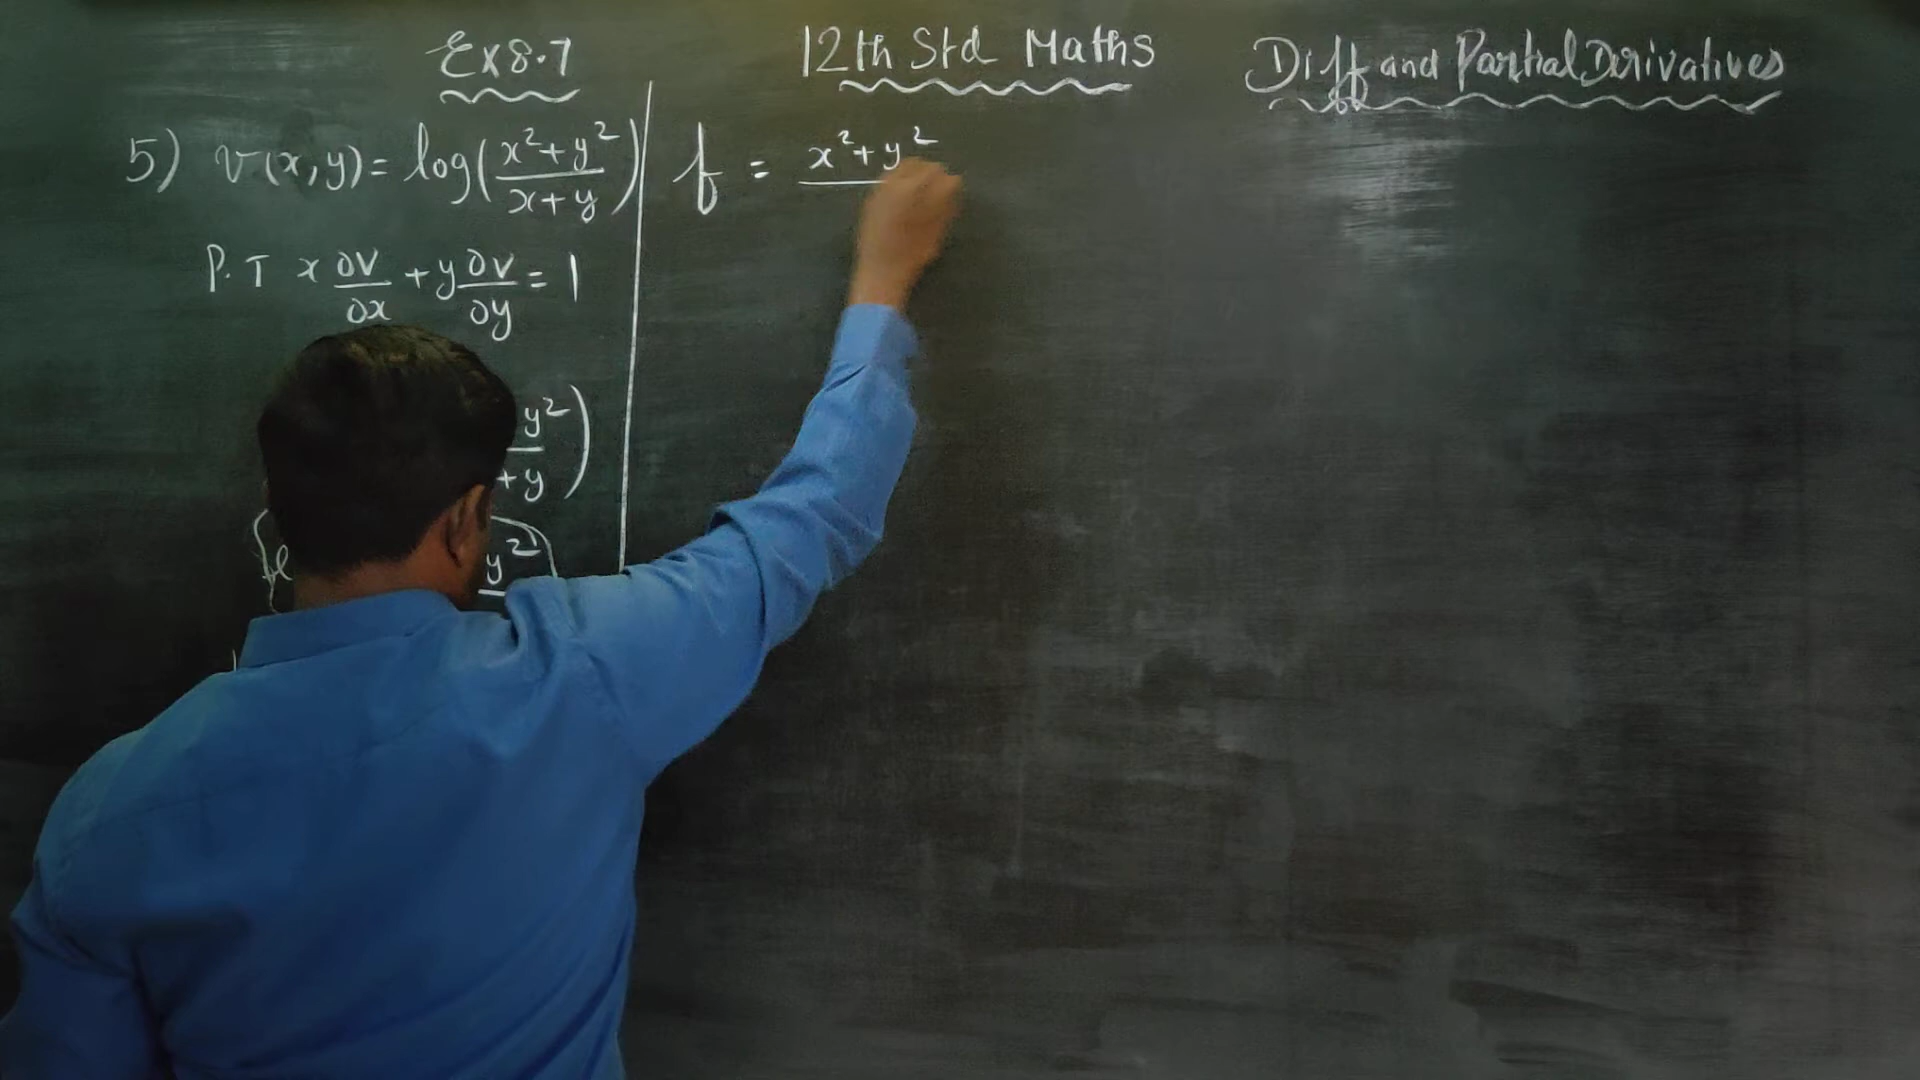 Ex 8.7
12th Std Maths
Diff and Partial Derivatives
5) v(x,y) = log((x²+y²)/(x+y))
P.T x ∂v/∂x + y ∂v/∂y = 1
y²)
+y
y²
f = x²+y²